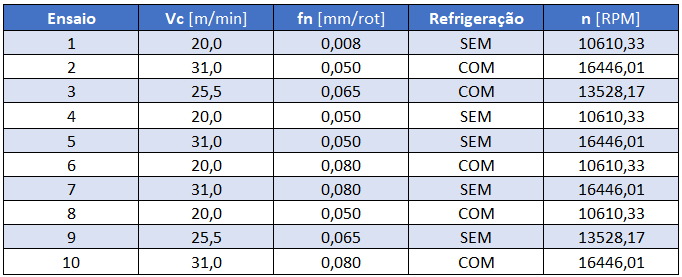 Ensaio Vc [m/min] fn [mm/rot] Refrigeração n [RPM]
1 20,0 0,008 SEM 10610,33
2 31,0 0,050 COM 16446,01
3 25,5 0,065 COM 13528,17
4 20,0 0,050 SEM 10610,33
5 31,0 0,050 SEM 16446,01
6 20,0 0,080 COM 10610,33
7 31,0 0,080 SEM 16446,01
8 20,0 0,050 COM 10610,33
9 25,5 0,065 SEM 13528,17
10 31,0 0,080 COM 16446,01